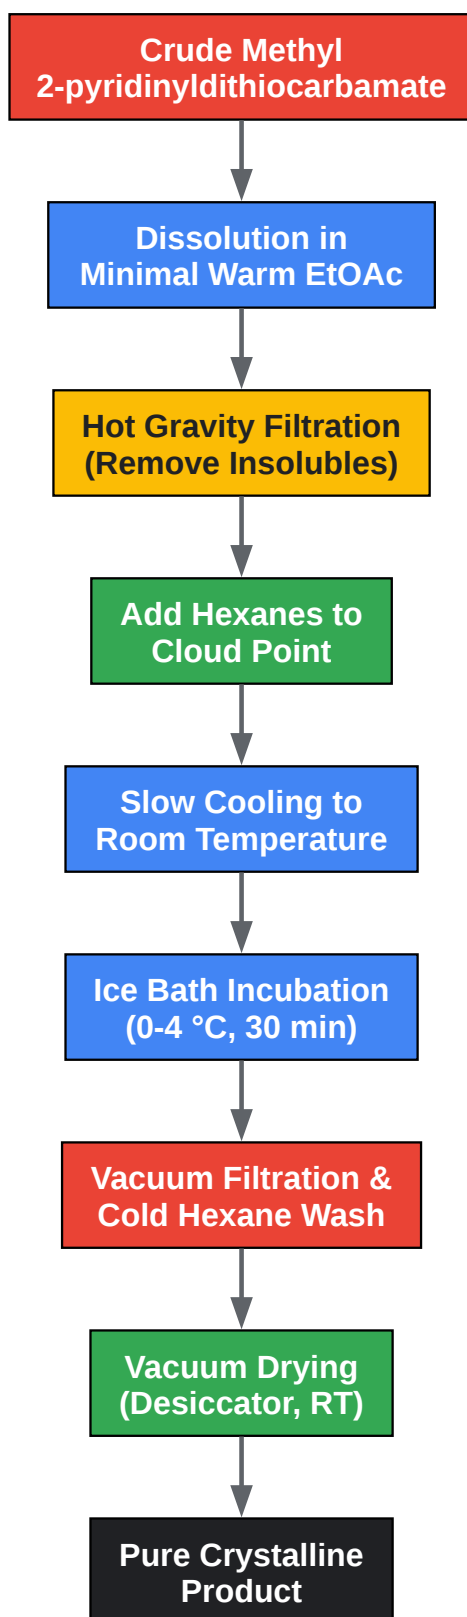 Crude Methyl
2-pyridinyldithiocarbamate
Dissolution in
Minimal Warm EtOAc
Hot Gravity Filtration
(Remove Insolubles)
Add Hexanes to
Cloud Point
Slow Cooling to
Room Temperature
Ice Bath Incubation
(0-4 °C, 30 min)
Vacuum Filtration &
Cold Hexane Wash
Vacuum Drying
(Desiccator, RT)
Pure Crystalline
Product